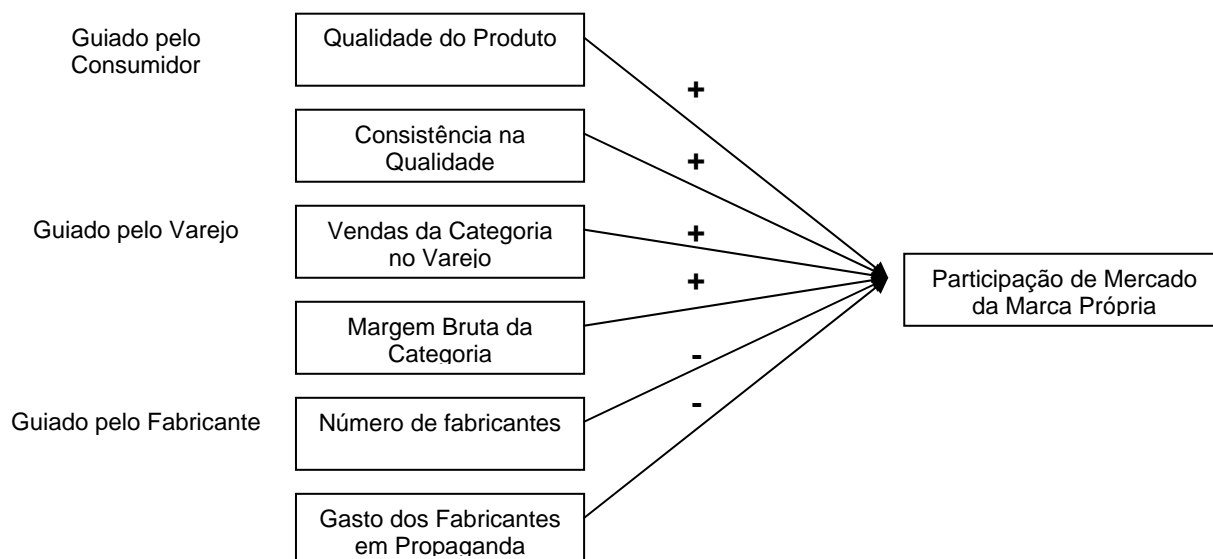 Guiado pelo
Consumidor
Qualidade do Produto
+
Consistência na
Qualidade
+
Guiado pelo Varejo
Vendas da Categoria
no Varejo
+
+
Participação de Mercado
da Marca Própria
Margem Bruta da
Categoria
-
Guiado pelo Fabricante
Número de fabricantes
-
Gasto dos Fabricantes
em Propaganda